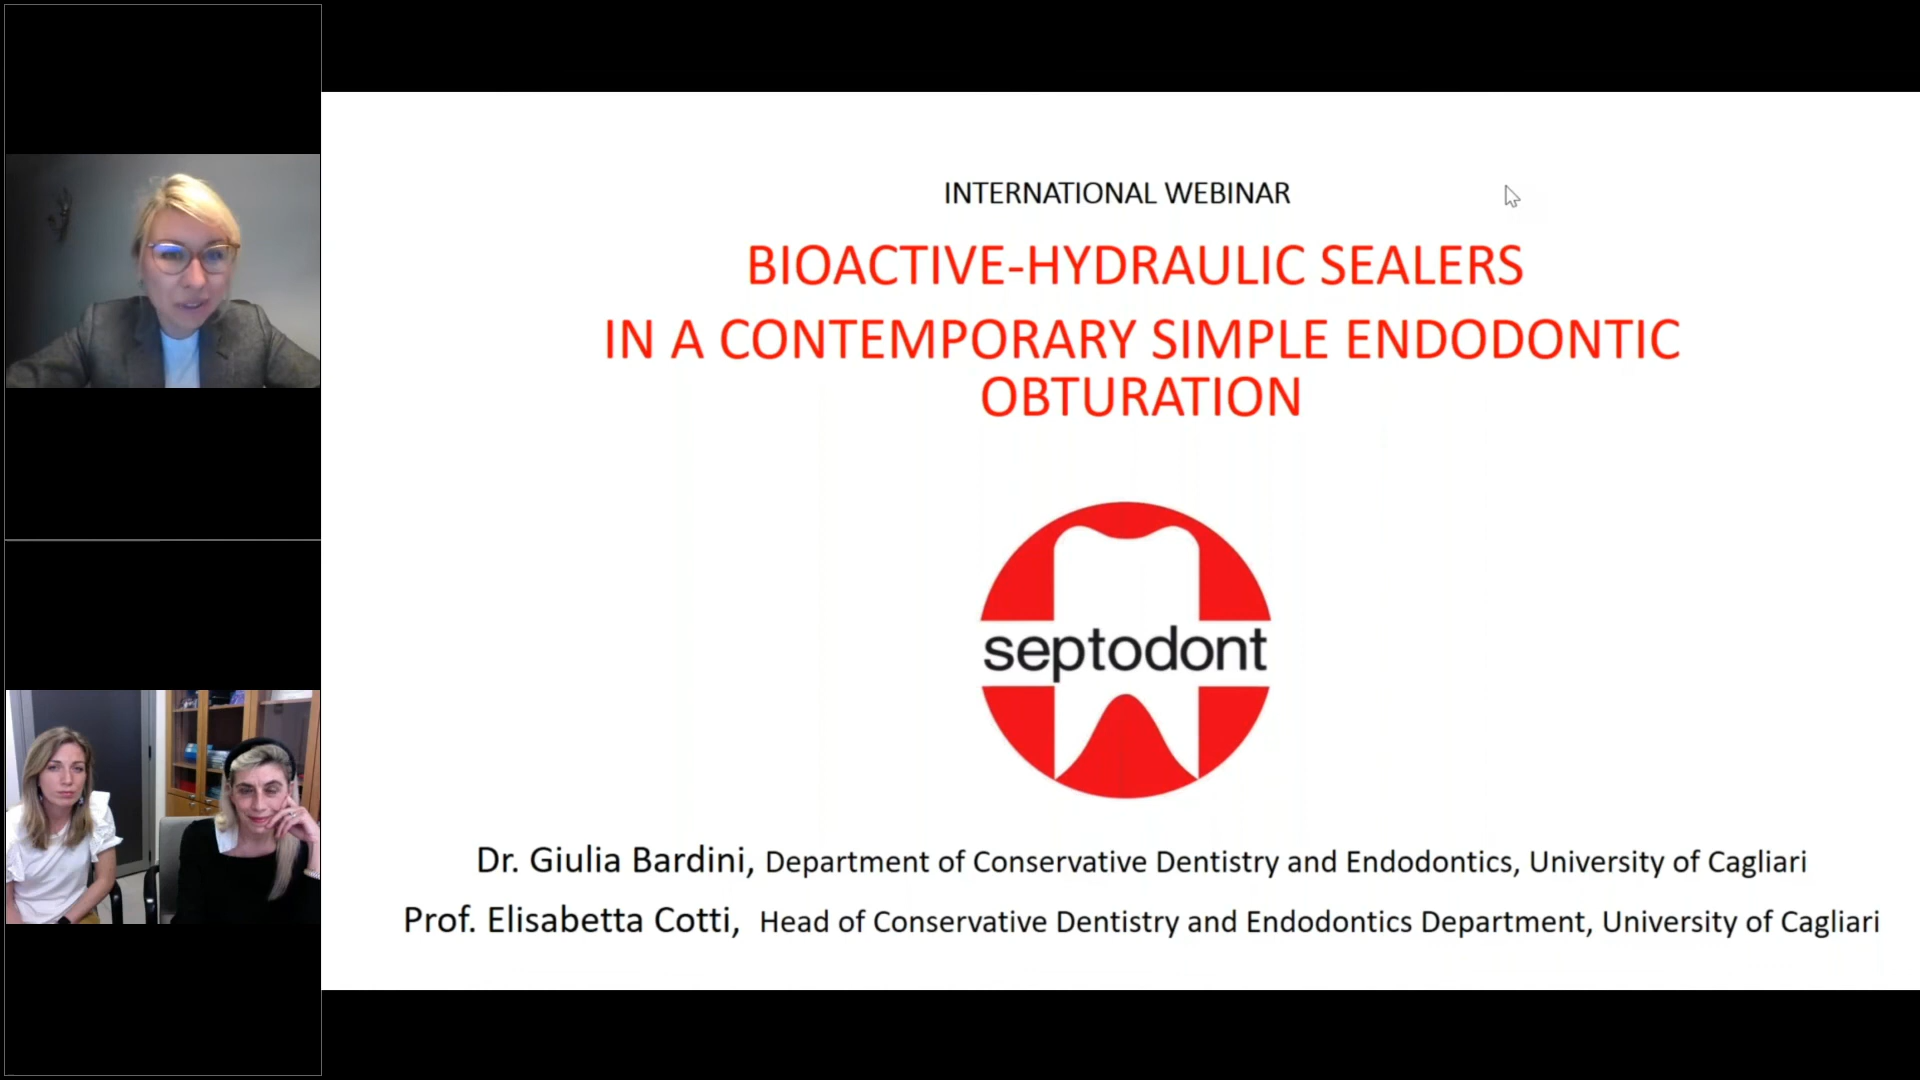 INTERNATIONAL WEBINAR
BIOACTIVE-HYDRAULIC SEALERS
IN A CONTEMPORARY SIMPLE ENDODONTIC
OBTURATION
septodont
Dr. Giulia Bardini, Department of Conservative Dentistry and Endodontics, University of Cagliari
Prof. Elisabetta Cotti, Head of Conservative Dentistry and Endodontics Department, University of Cagliari